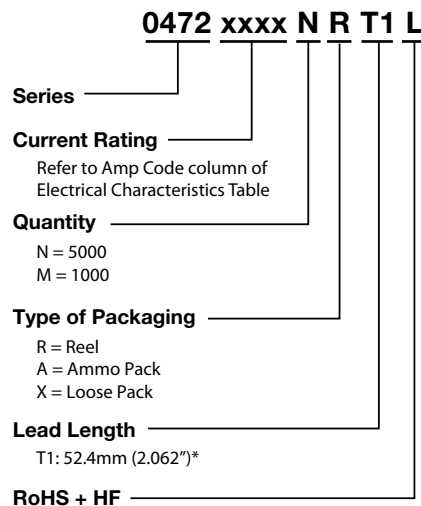 0472 xxxx N R T1 L
Series
Current Rating
Refer to Amp Code column of
Electrical Characteristics Table
Quantity
N = 5000
M = 1000
Type of Packaging
R = Reel
A = Ammo Pack
X = Loose Pack
Lead Length
T1: 52.4mm (2.062″)*
RoHS + HF